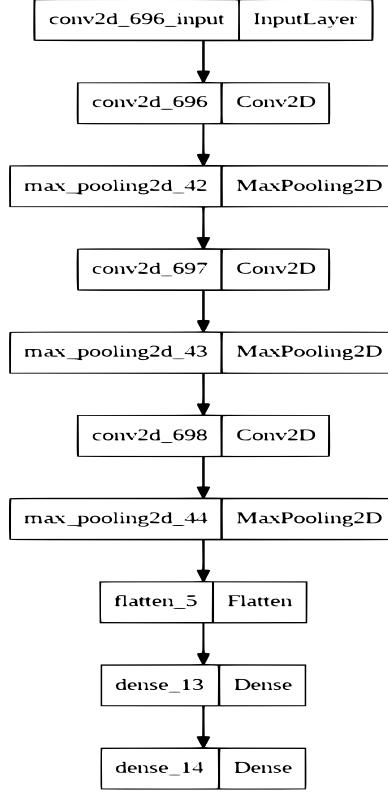 conv2d_696_input InputLayer
conv2d_696 Conv2D
max_pooling2d_42 MaxPooling2D
conv2d_697 Conv2D
max_pooling2d_43 MaxPooling2D
conv2d_698 Conv2D
max_pooling2d_44 MaxPooling2D
flatten_5 Flatten
dense_13 Dense
dense_14 Dense